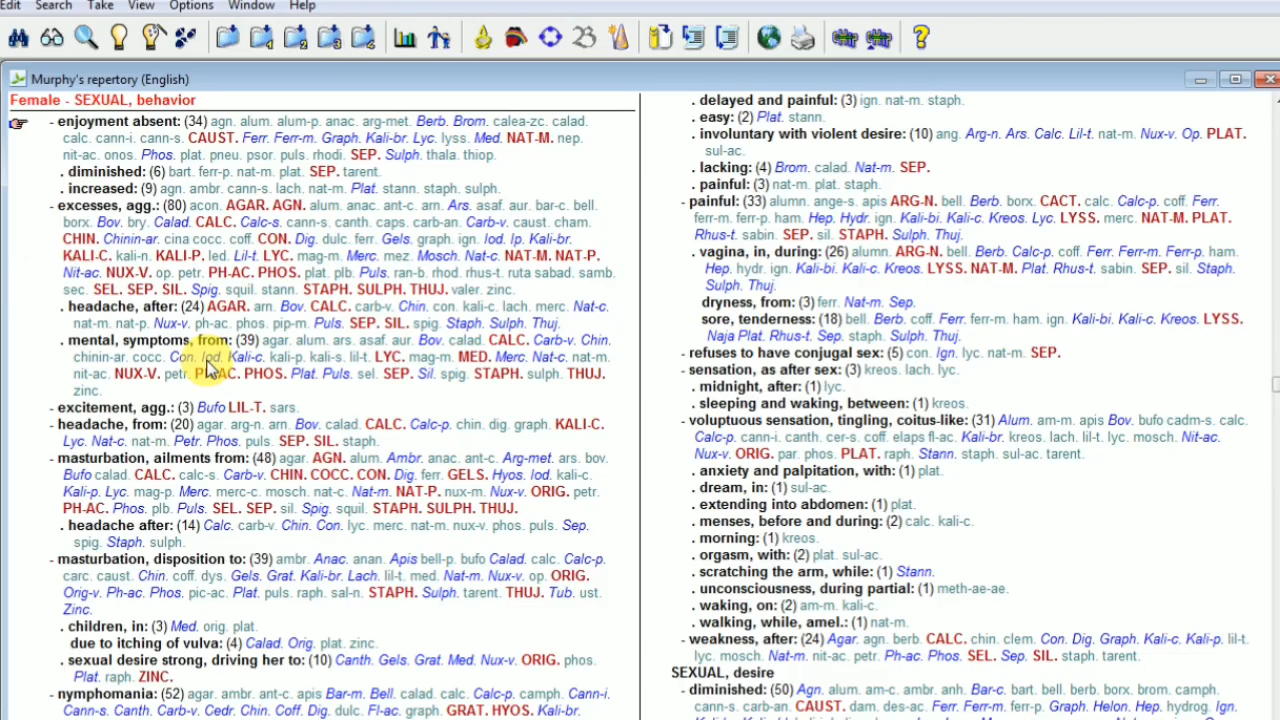 Edit Search Take View Options Window Help
23
Murphy's repertory (English)
Female - SEXUAL, behavior
- enjoyment absent: (34) agn. alum. alum-p. anac. arg-met. Berb. Brom. calea-zc. calad.
calc. cann-i. cann-s. CAUST. Ferr. Ferr-m. Graph. Kali-br. Lyc. lyss. Med. NAT-M. nep.
nit-ac. onos. Phos. plat. pneu. psor. puls. rhodi. SEP. Sulph. thala. thiop.
. diminished: (6) bart. ferr-p. nat-m. plat. SEP. tarent.
. increased: (9) agn. ambr. cann-s. lach. nat-m. Plat. stann. staph. sulph.
- excesses, agg.: (80) acon. AGAR. AGN. alum. anac. ant-c. arn. Ars. asaf. aur. bar-c. bell.
borx. Bov. bry. Calad. CALC. Calc-s. cann-s. canth. caps. carb-an. Carb-v. caust. cham.
CHIN. Chinin-ar. cina cocc. coff. CON. Dig. dulc. ferr. Gels. graph. ign. Iod. Ip. Kali-br.
KALI-C. kali-n. KALI-P. led. Lil-t. LYC. mag-m. Merc. mez. Mosch. Nat-c. NAT-M. NAT-P.
Nit-ac. NUX-V. op. petr. PH-AC. PHOS. plat. plb. Puls. ran-b. rhod. rhus-t. ruta sabad. samb.
sec. SEL. SEP. SIL. Spig. squil. stann. STAPH. SULPH. THUJ. valer. zinc.
. headache, after: (24) AGAR. arn. Bov. CALC. carb-v. Chin. con. kali-c. lach. merc. Nat-c.
nat-m. nat-p. Nux-v. ph-ac. phos. pip-m. Puls. SEP. SIL. spig. Staph. Sulph. Thuj.
. mental, symptoms, from: (39) agar. alum. ars. asaf. aur. Bov. calad. CALC. Carb-v. Chin.
chinin-ar. cocc. Con. Iod. Kali-c. kali-p. kali-s. lil-t. LYC. mag-m. MED. Merc. Nat-c. nat-m.
nit-ac. NUX-V. petr. PH-AC. PHOS. Plat. Puls. sel. SEP. Sil. spig. STAPH. sulph. THUJ.
zinc.
- excitement, agg.: (3) Bufo LIL-T. sars.
- headache, from: (20) agar. arg-n. arn. Bov. calad. CALC. Calc-p. chin. dig. graph. KALI-C.
Lyc. Nat-c. nat-m. Petr. Phos. puls. SEP. SIL. staph.
- masturbation, ailments from: (48) agar. AGN. alum. Ambr. anac. ant-c. Arg-met. ars. bov.
Bufo calad. CALC. calc-s. Carb-v. CHIN. COCC. CON. Dig. ferr. GELS. Hyos. Iod. kali-c.
Kali-p. Lyc. mag-p. Merc. merc-c. mosch. nat-c. Nat-m. NAT-P. nux-m. Nux-v. ORIG. petr.
PH-AC. Phos. plb. Puls. SEL. SEP. sil. Spig. squil. STAPH. SULPH. THUJ.
. headache after: (14) Calc. carb-v. Chin. Con. lyc. merc. nat-m. nux-v. phos. puls. Sep.
spig. Staph. sulph.
- masturbation, disposition to: (39) ambr. Anac. anan. Apis bell-p. bufo Calad. calc. Calc-p.
carc. caust. Chin. coff. dys. Gels. Grat. Kali-br. Lach. lil-t. med. Nat-m. Nux-v. op. ORIG.
Orig-v. Ph-ac. Phos. pic-ac. Plat. puls. raph. sal-n. STAPH. Sulph. tarent. THUJ. Tub. ust.
Zinc.
. children, in: (3) Med. orig. plat.
due to itching of vulva: (4) Calad. Orig. plat. zinc.
. sexual desire strong, driving her to: (10) Canth. Gels. Grat. Med. Nux-v. ORIG. phos.
Plat. raph. ZINC.
- nymphomania: (52) agar. ambr. ant-c. apis Bar-m. Bell. calad. calc. Calc-p. camph. Cann-i.
Cann-s. Canth. Carb-v. Cedr. Chin. Coff. Dig. dulc. Fl-ac. graph. GRAT. HYOS. Kali-br.
. delayed and painful: (3) ign. nat-m. staph.
. easy: (2) Plat. stann.
. involuntary with violent desire: (10) ang. Arg-n. Ars. Calc. Lil-t. nat-m. Nux-v. Op. PLAT.
sul-ac.
. lacking: (4) Brom. calad. Nat-m. SEP.
. painful: (3) nat-m. plat. staph.
- painful: (33) alumn. ange-s. apis ARG-N. bell. Berb. borx. CACT. calc. Calc-p. coff. Ferr.
ferr-m. ferr-p. ham. Hep. Hydr. ign. Kali-bi. Kali-c. Kreos. Lyc. LYSS. merc. NAT-M. PLAT.
Rhus-t. sabin. SEP. sil. STAPH. Sulph. Thuj.
. vagina, in, during: (26) alumn. ARG-N. bell. Berb. Calc-p. coff. Ferr. Ferr-m. Ferr-p. ham.
Hep. hydr. ign. Kali-bi. Kali-c. Kreos. LYSS. NAT-M. Plat. Rhus-t. sabin. SEP. sil. Staph.
Sulph. Thuj.
dryness, from: (3) ferr. Nat-m. Sep.
sore, tenderness: (18) bell. Berb. coff. Ferr. ferr-m. ham. ign. Kali-bi. Kali-c. Kreos. LYSS.
Naja Plat. Rhus-t. Sep. staph. Sulph. Thuj.
- refuses to have conjugal sex: (5) con. Ign. lyc. nat-m. SEP.
- sensation, as after sex: (3) kreos. lach. lyc.
. midnight, after: (1) lyc.
. sleeping and waking, between: (1) kreos.
- voluptuous sensation, tingling, coitus-like: (31) Alum. am-m. apis Bov. bufo cadm-s. calc.
Calc-p. cann-i. canth. cer-s. coff. elaps fl-ac. Kali-br. kreos. lach. lil-t. lyc. mosch. Nit-ac.
Nux-v. ORIG. par. phos. PLAT. raph. Stann. staph. sul-ac. tarent.
. anxiety and palpitation, with: (1) plat.
. dream, in: (1) sul-ac.
. extending into abdomen: (1) plat.
. menses, before and during: (2) calc. kali-c.
. morning: (1) kreos.
. orgasm, with: (2) plat. sul-ac.
. scratching the arm, while: (1) Stann.
. unconsciousness, during partial: (1) meth-ae-ae.
. waking, on: (2) am-m. kali-c.
. walking, while, amel.: (1) nat-m.
- weakness, after: (24) Agar. agn. berb. CALC. chin. clem. Con. Dig. Graph. Kali-c. Kali-p. lil-t.
lyc. mosch. Nat-m. nit-ac. petr. Ph-ac. Phos. SEL. Sep. SIL. staph. tarent.
SEXUAL, desire
- diminished: (50) Agn. alum. am-c. ambr. anh. Bar-c. bart. bell. berb. borx. brom. camph.
carb-an. CAUST. dam. des-ac. Ferr. Ferr-m. ferr-p. Graph. Helon. Hep. hydrog. ign.